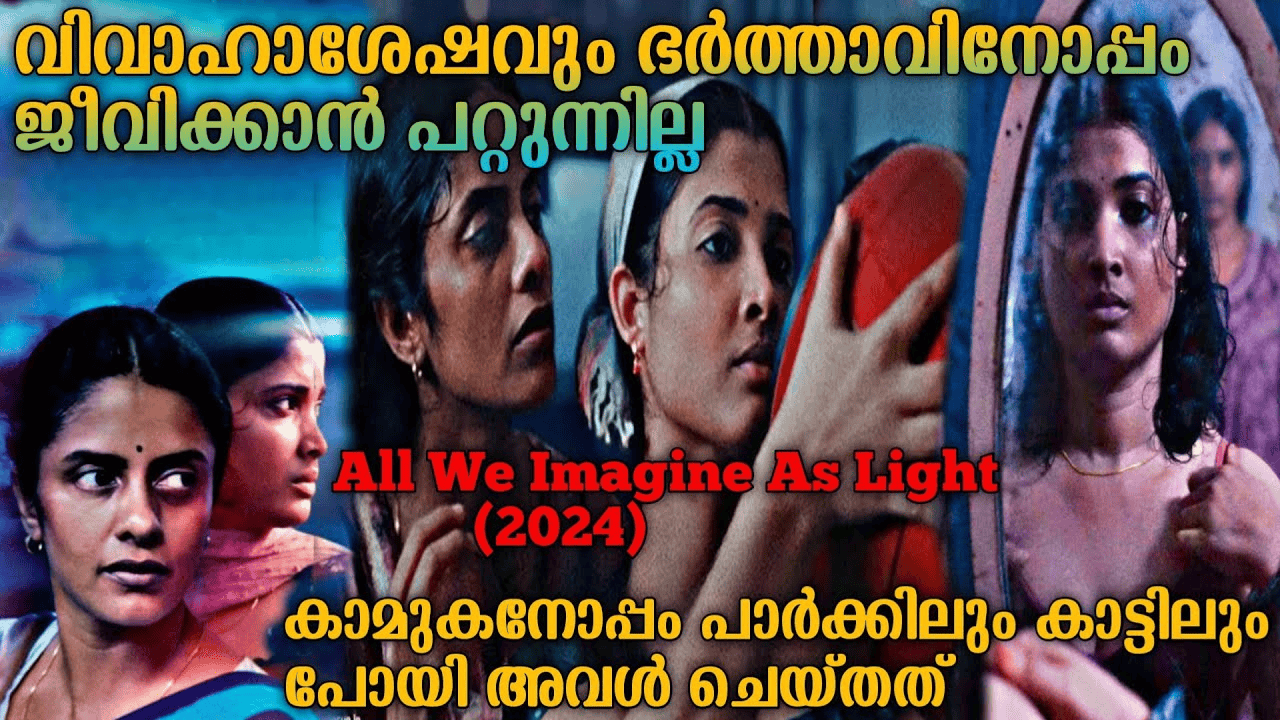 വിവാഹാശേഷവും ഭർത്താവിനോപ്പം
ജീവിക്കാൻ പറ്റുന്നില്ല
All We Imagine As Light
(2024)
കാമുകനോപ്പം പാർക്കിലും കാട്ടിലും
പോയി അവൾ ചെയ്തത്